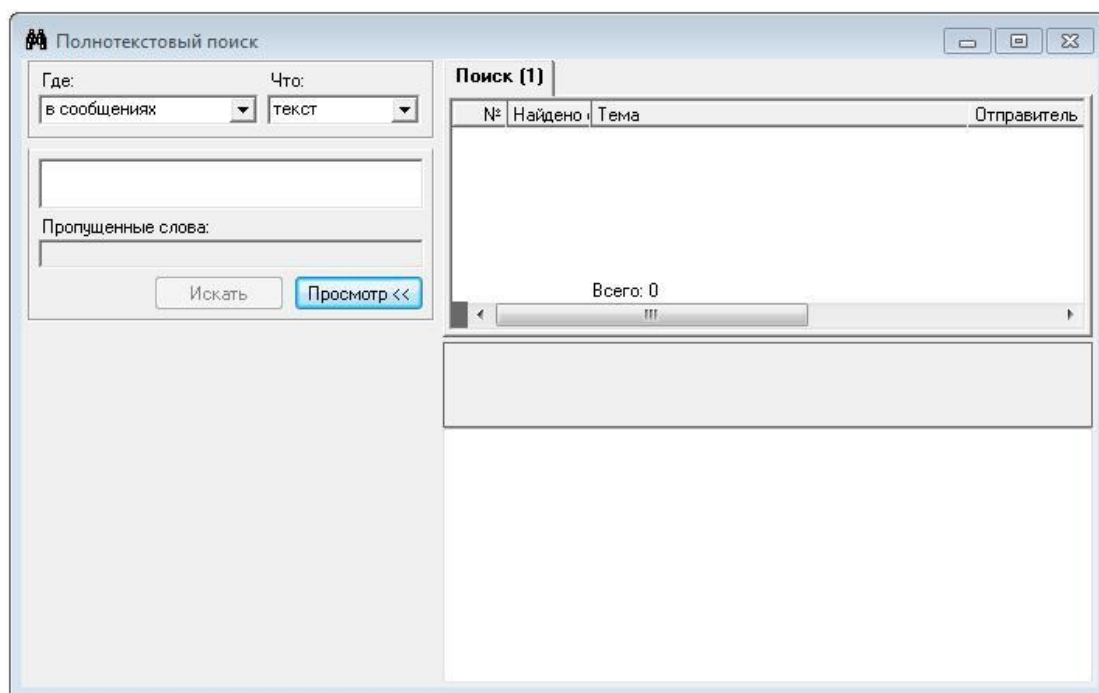 Полнотекстовый поиск
Где: Что:
в сообщениях текст
Пропущенные слова:
Искать Просмотр <<
Поиск (1)
№ Найдено Тема Отправитель
Всего: 0